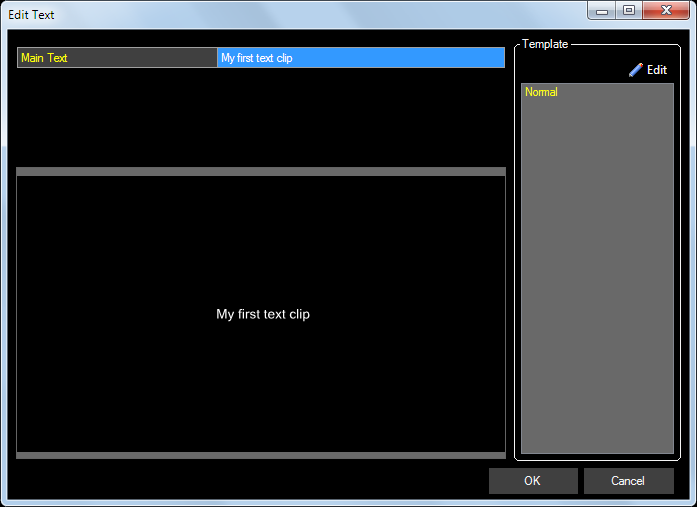 Edit Text
Main Text My first text clip
Template
Edit
Normal
My first text clip
OK Cancel